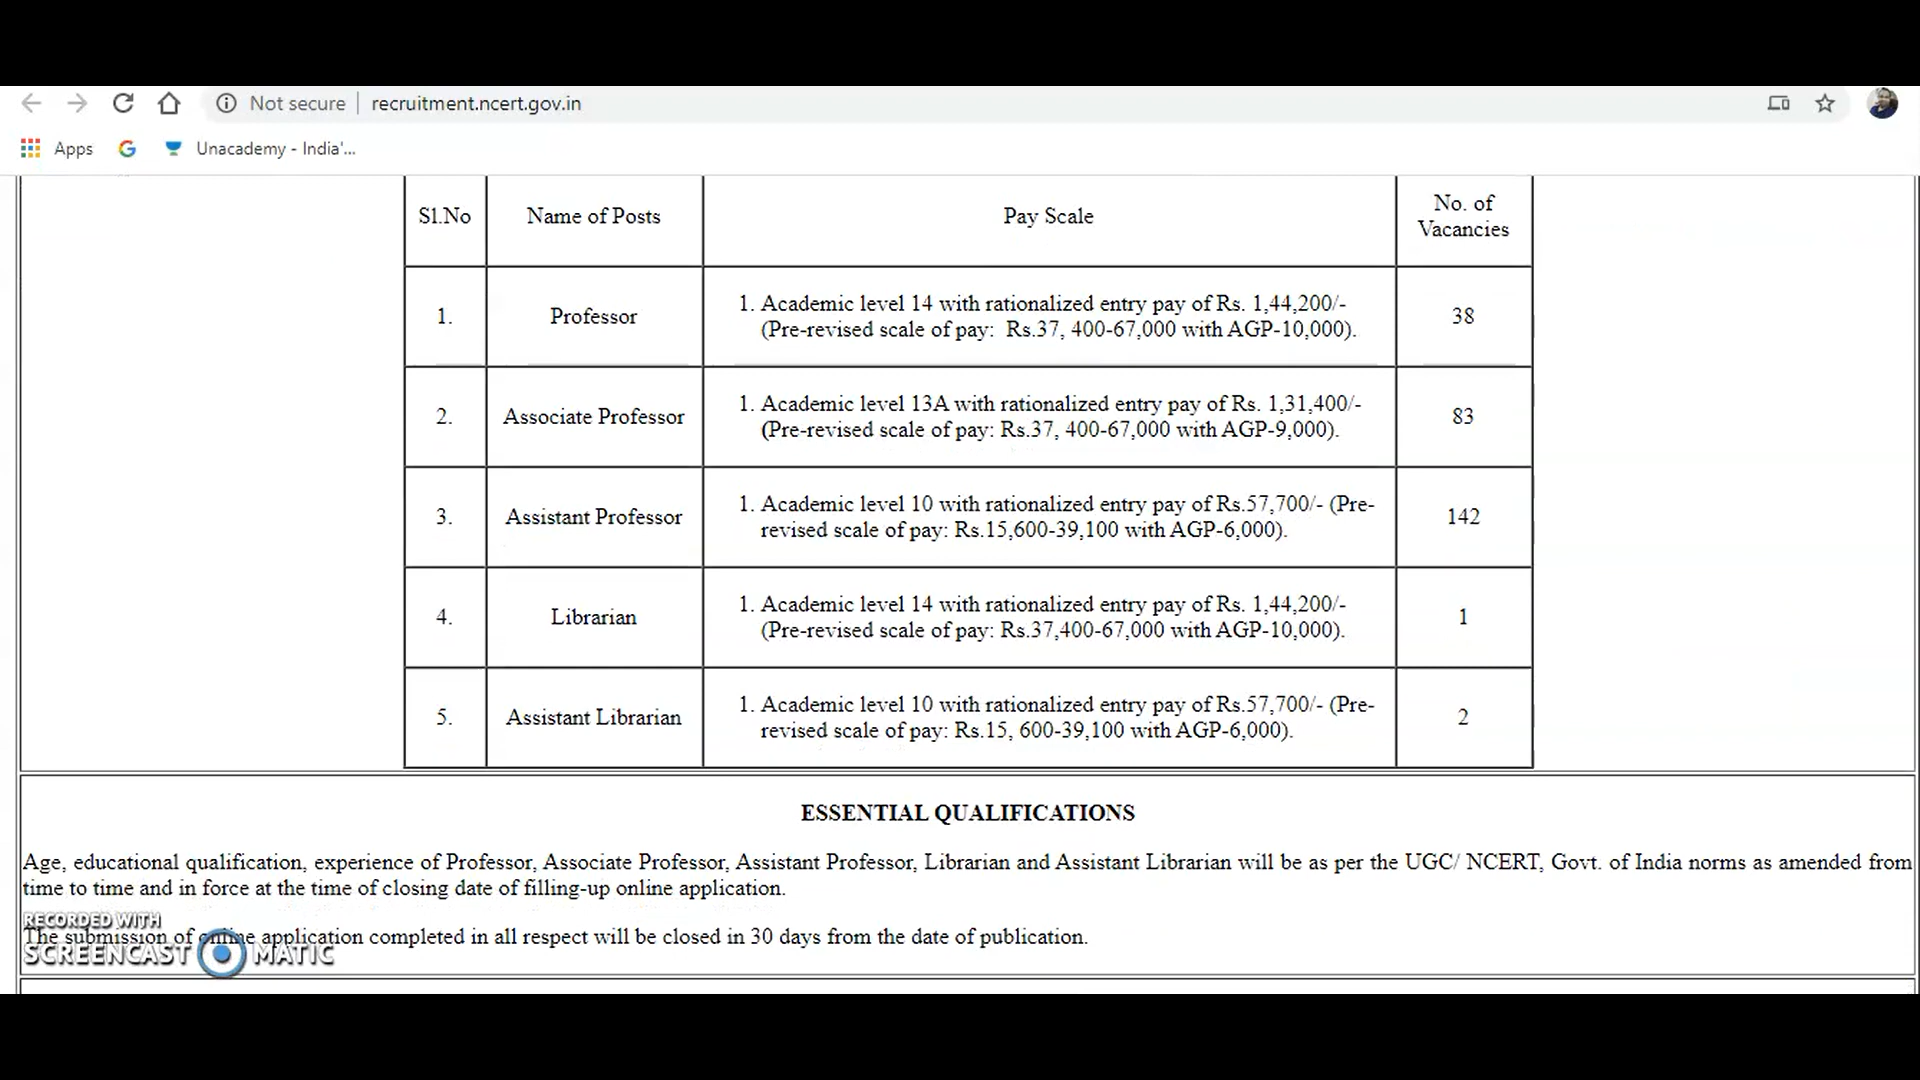 Not secure | recruitment.ncert.gov.in
Apps G Unacademy - India'...
Sl.No Name of Posts Pay Scale No. of Vacancies
1. Professor 1. Academic level 14 with rationalized entry pay of Rs. 1,44,200/-
(Pre-revised scale of pay: Rs.37, 400-67,000 with AGP-10,000). 38
2. Associate Professor 1. Academic level 13A with rationalized entry pay of Rs. 1,31,400/-
(Pre-revised scale of pay: Rs.37, 400-67,000 with AGP-9,000). 83
3. Assistant Professor 1. Academic level 10 with rationalized entry pay of Rs.57,700/- (Pre-
revised scale of pay: Rs.15,600-39,100 with AGP-6,000). 142
4. Librarian 1. Academic level 14 with rationalized entry pay of Rs. 1,44,200/-
(Pre-revised scale of pay: Rs.37,400-67,000 with AGP-10,000). 1
5. Assistant Librarian 1. Academic level 10 with rationalized entry pay of Rs.57,700/- (Pre-
revised scale of pay: Rs.15, 600-39,100 with AGP-6,000). 2
ESSENTIAL QUALIFICATIONS
Age, educational qualification, experience of Professor, Associate Professor, Assistant Professor, Librarian and Assistant Librarian will be as per the UGC/ NCERT, Govt. of India norms as amended from
time to time and in force at the time of closing date of filling-up online application.
RECORDED WITH
The submission of online application completed in all respect will be closed in 30 days from the date of publication.
SCREENCAST MATIC